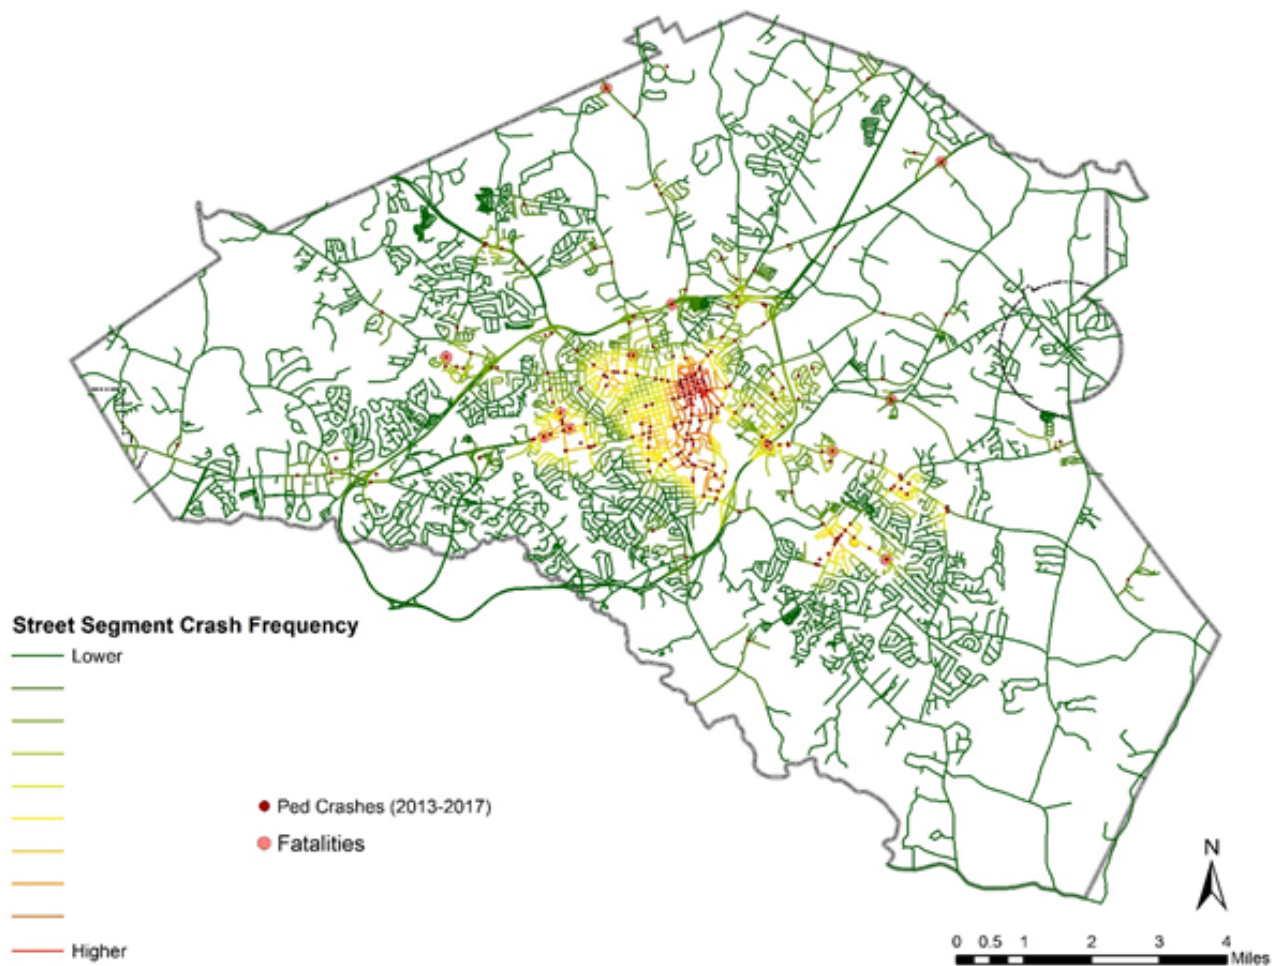 Street Segment Crash Frequency
Lower
Ped Crashes (2013-2017)
Fatalities
Higher
N
0 0.5 1 2 3 4
Miles